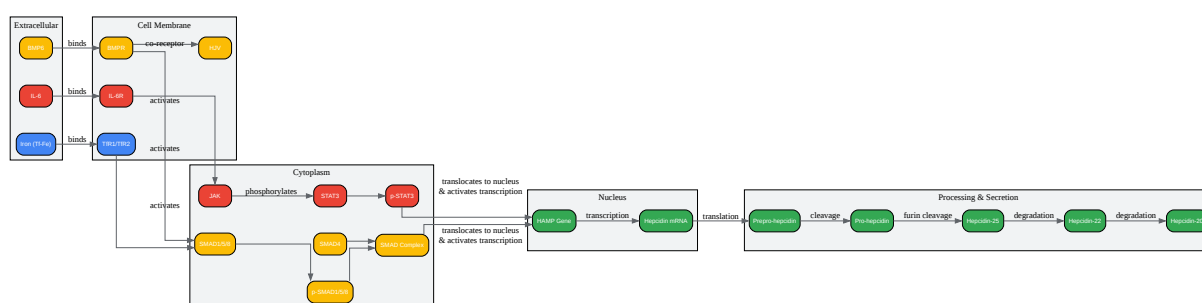 Extracellular
Cell Membrane
BMP6
binds
BMPR
co-receptor
HJV
IL-6
binds
IL-6R
activates
Iron (Tf-Fe)
binds
TfR1/TfR2
activates
Cytoplasm
JAK
phosphorylates
STAT3
p-STAT3
activates
SMAD1/5/8
SMAD4
SMAD Complex
p-SMAD1/5/8
translocates to nucleus
& activates transcription
translocates to nucleus
& activates transcription
Nucleus
HAMP Gene
transcription
Hepcidin mRNA
translation
Processing & Secretion
Prepro-hepcidin
cleavage
Pro-hepcidin
furin cleavage
Hepcidin-25
degradation
Hepcidin-22
degradation
Hepcidin-20